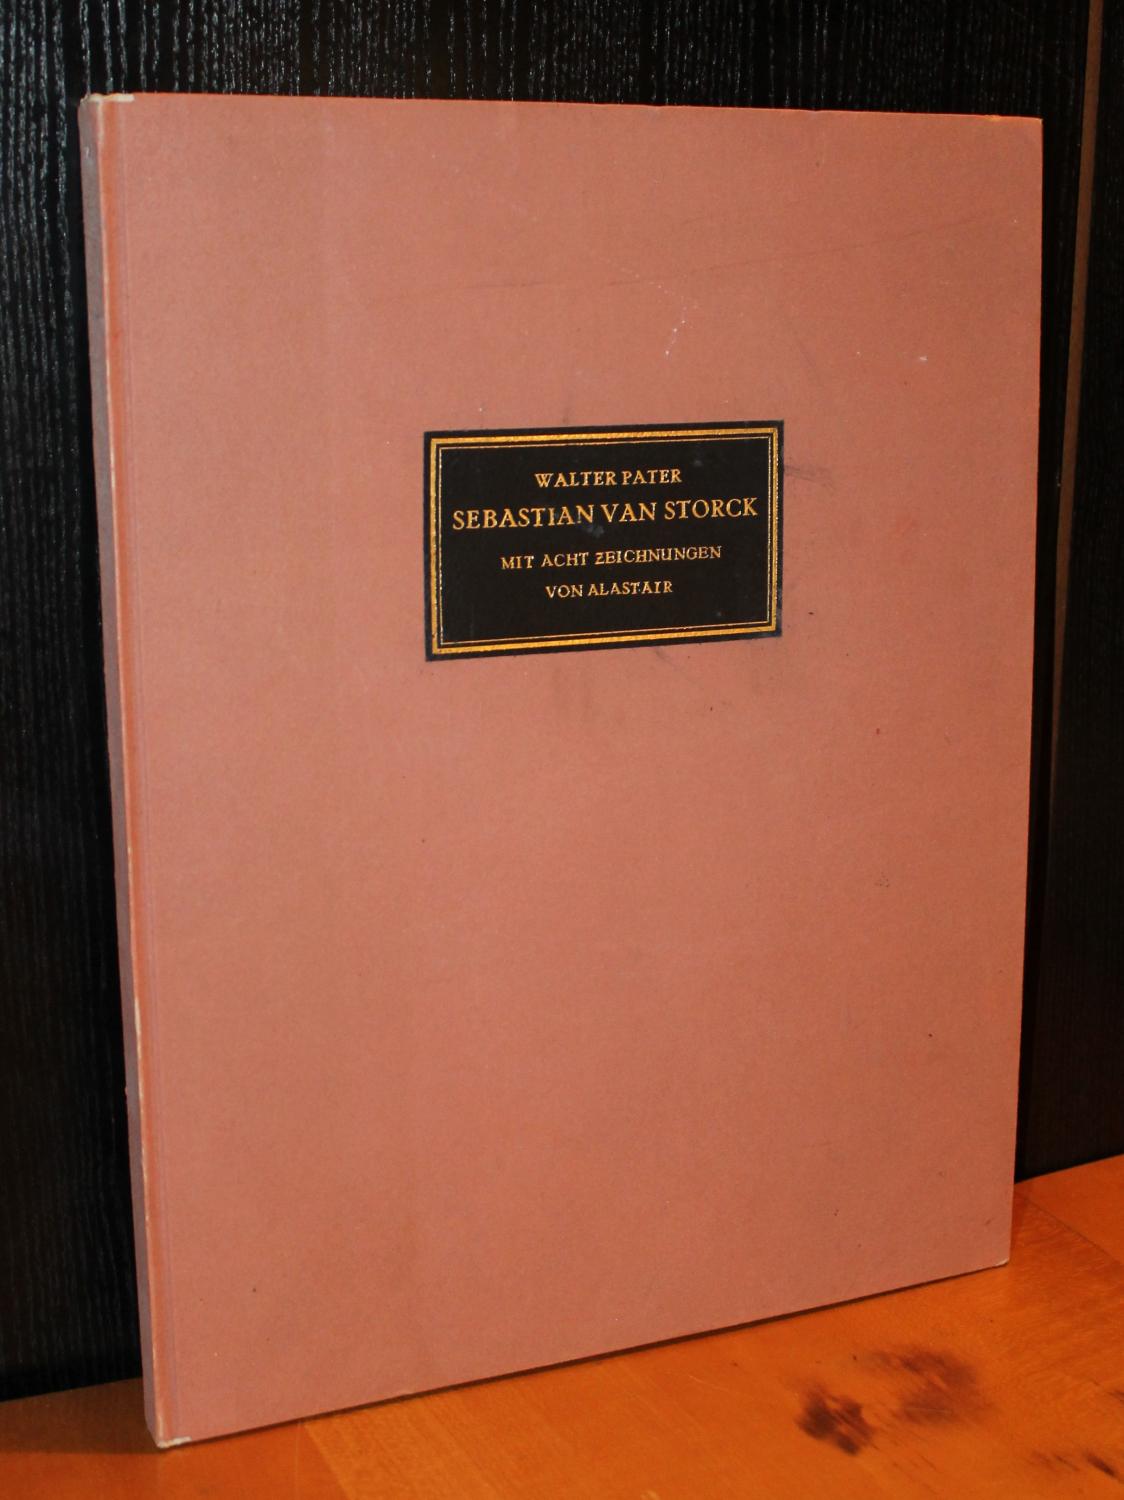 WALTER PATER
SEBASTIAN VAN STORCK
MIT ACHT ZEICHNUNGEN
VON ALASTAIR